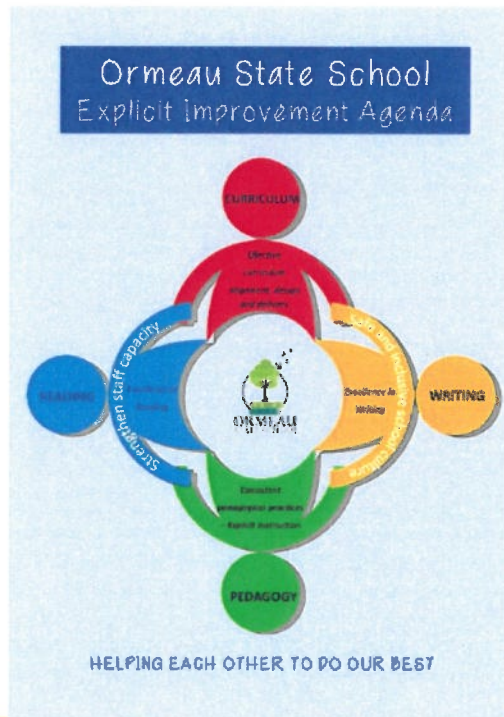 Ormeau State School
Explicit Improvement Agenda
CURRICULUM
Effective
curriculum
alignment,
and delivery
Strengthen staff capacity...
Safe and inclusive school culture
READING
Excellence in
Reading
ORMEAU
Excellence in
Writing
WRITING
Consistent
pedagogical practices
- Explicit instruction
PEDAGOGY
HELPING EACH OTHER TO DO OUR BEST